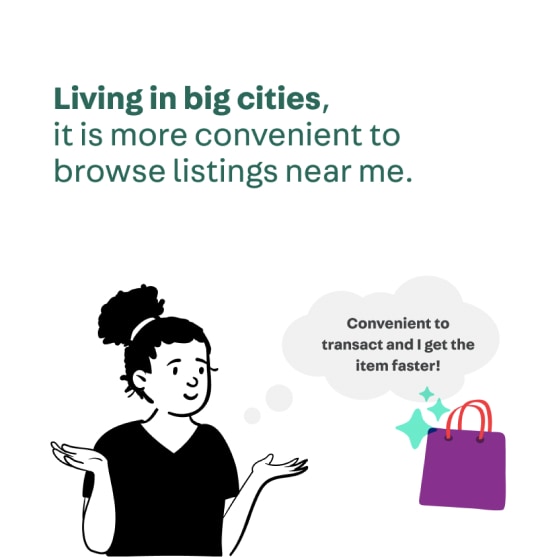 Living in big cities,
it is more convenient to
browse listings near me.
Convenient to
transact and I get the
item faster!